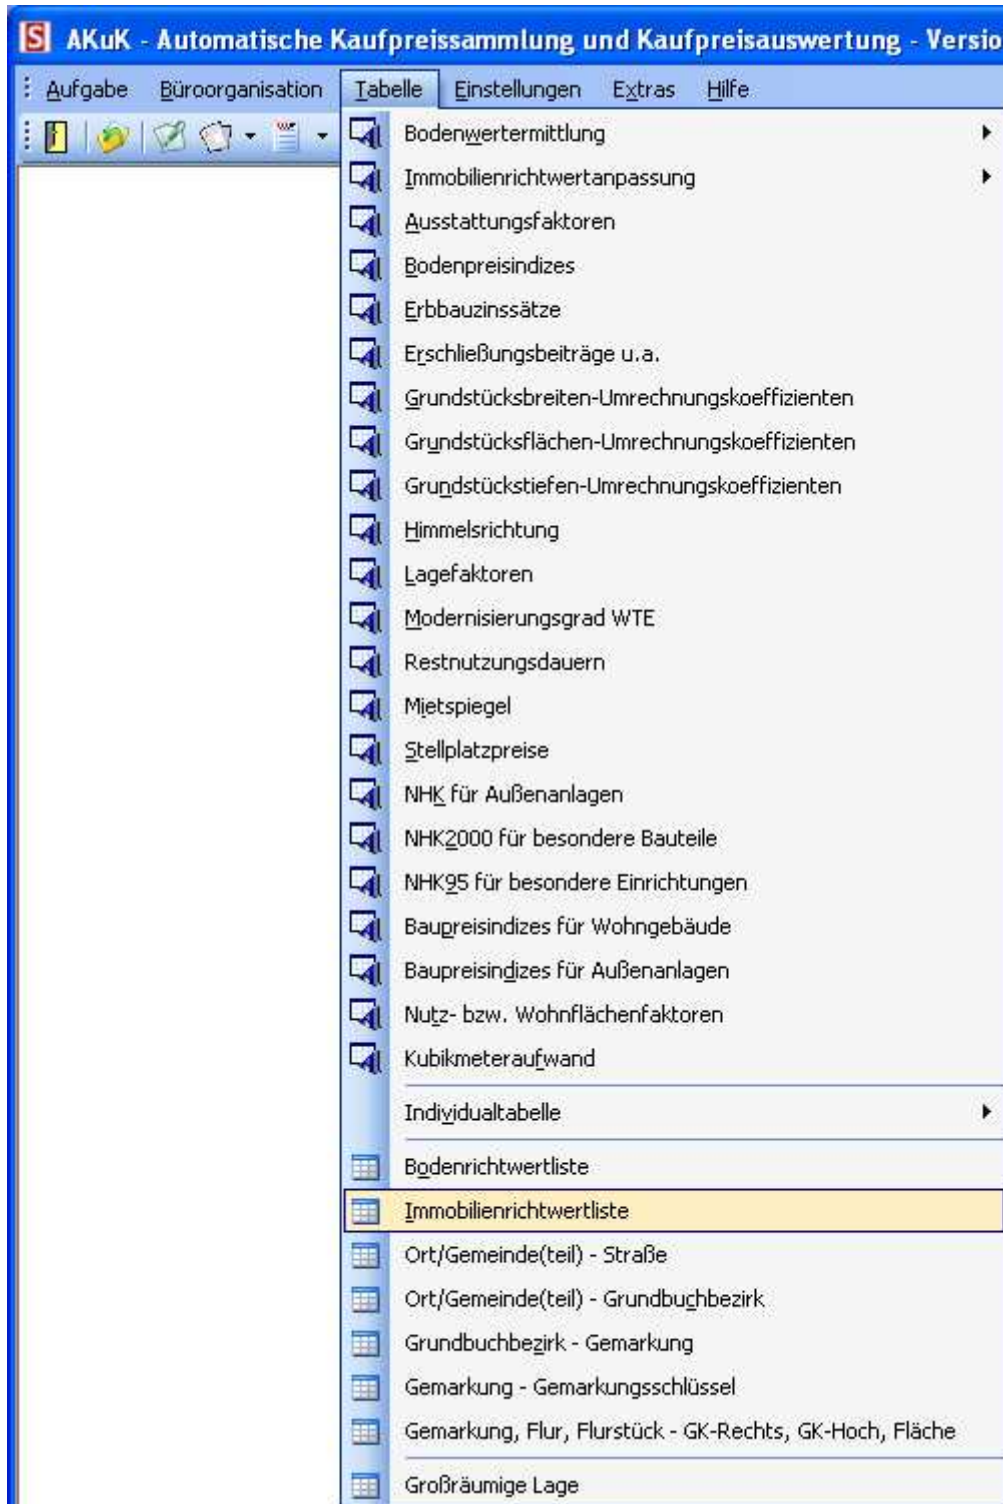 S AKuK - Automatische Kaufpreissammlung und Kaufpreisauswertung - Versio
Aufgabe Büroorganisation Tabelle Einstellungen Extras Hilfe
Bodenwertermittlung
Immobilienrichtwertanpassung
Ausstattungsfaktoren
Bodenpreisindizes
Erbbauzinssätze
Erschließungsbeiträge u.a.
Grundstücksbreiten-Umrechnungskoeffizienten
Grundstücksflächen-Umrechnungskoeffizienten
Grundstückstiefen-Umrechnungskoeffizienten
Himmelsrichtung
Lagefaktoren
Modernisierungsgrad WTE
Restnutzungsdauern
Mietspiegel
Stellplatzpreise
NHK für Außenanlagen
NHK2000 für besondere Bauteile
NHK95 für besondere Einrichtungen
Baupreisindizes für Wohngebäude
Baupreisindizes für Außenanlagen
Nutz- bzw. Wohnflächenfaktoren
Kubikmeteraufwand
Individualtabelle
Bodenrichtwertliste
Immobilienrichtwertliste
Ort/Gemeinde(teil) - Straße
Ort/Gemeinde(teil) - Grundbuchbezirk
Grundbuchbezirk - Gemarkung
Gemarkung - Gemarkungsschlüssel
Gemarkung, Flur, Flurstück - GK-Rechts, GK-Hoch, Fläche
Großräumige Lage